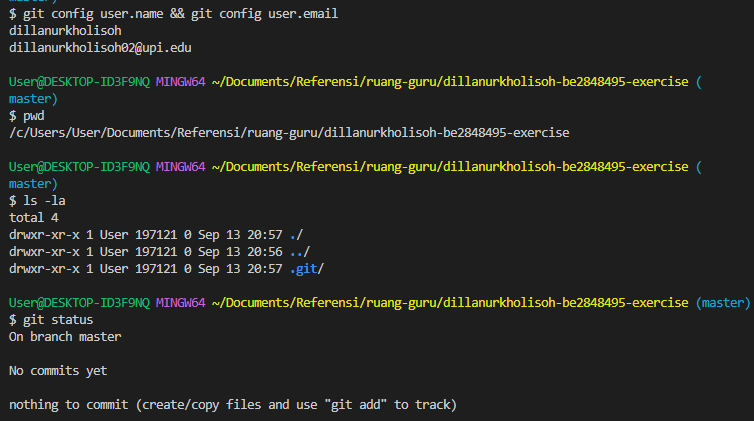 master)
$ git config user.name && git config user.email
dillanurkholisoh
dillanurkholisoh02@upi.edu
User@DESKTOP-ID3F9NQ MINGW64 ~/Documents/Referensi/ruang-guru/dillanurkholisoh-be2848495-exercise (
master)
$ pwd
/c/Users/User/Documents/Referensi/ruang-guru/dillanurkholisoh-be2848495-exercise
User@DESKTOP-ID3F9NQ MINGW64 ~/Documents/Referensi/ruang-guru/dillanurkholisoh-be2848495-exercise (
master)
$ ls -la
total 4
drwxr-xr-x 1 User 197121 0 Sep 13 20:57 ./
drwxr-xr-x 1 User 197121 0 Sep 13 20:56 ../
drwxr-xr-x 1 User 197121 0 Sep 13 20:57 .git/
User@DESKTOP-ID3F9NQ MINGW64 ~/Documents/Referensi/ruang-guru/dillanurkholisoh-be2848495-exercise (master)
$ git status
On branch master
No commits yet
nothing to commit (create/copy files and use "git add" to track)